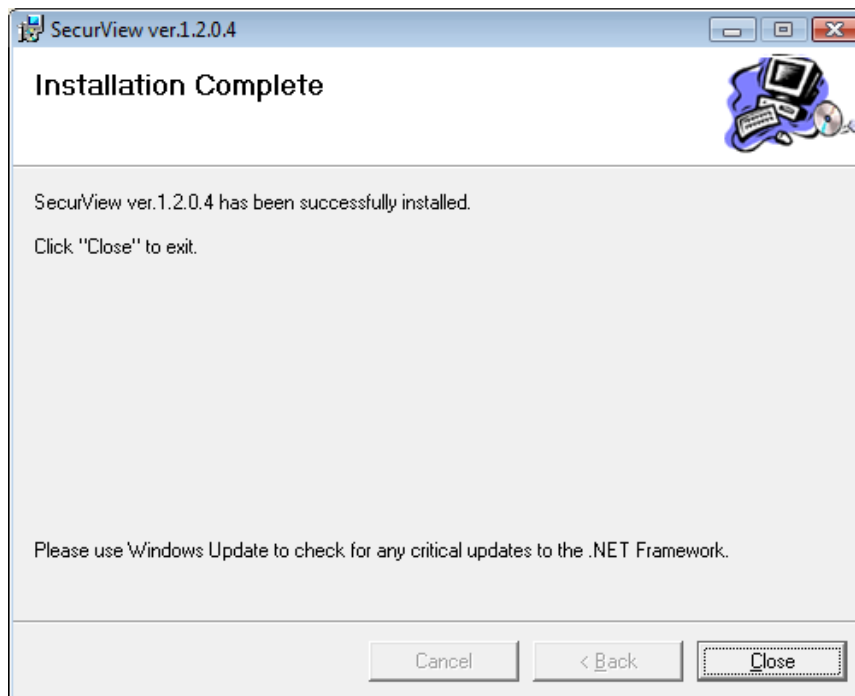 SecurView ver.1.2.0.4
Installation Complete
SecurView ver.1.2.0.4 has been successfully installed.
Click "Close" to exit.
Please use Windows Update to check for any critical updates to the .NET Framework.
Cancel
< Back
Close